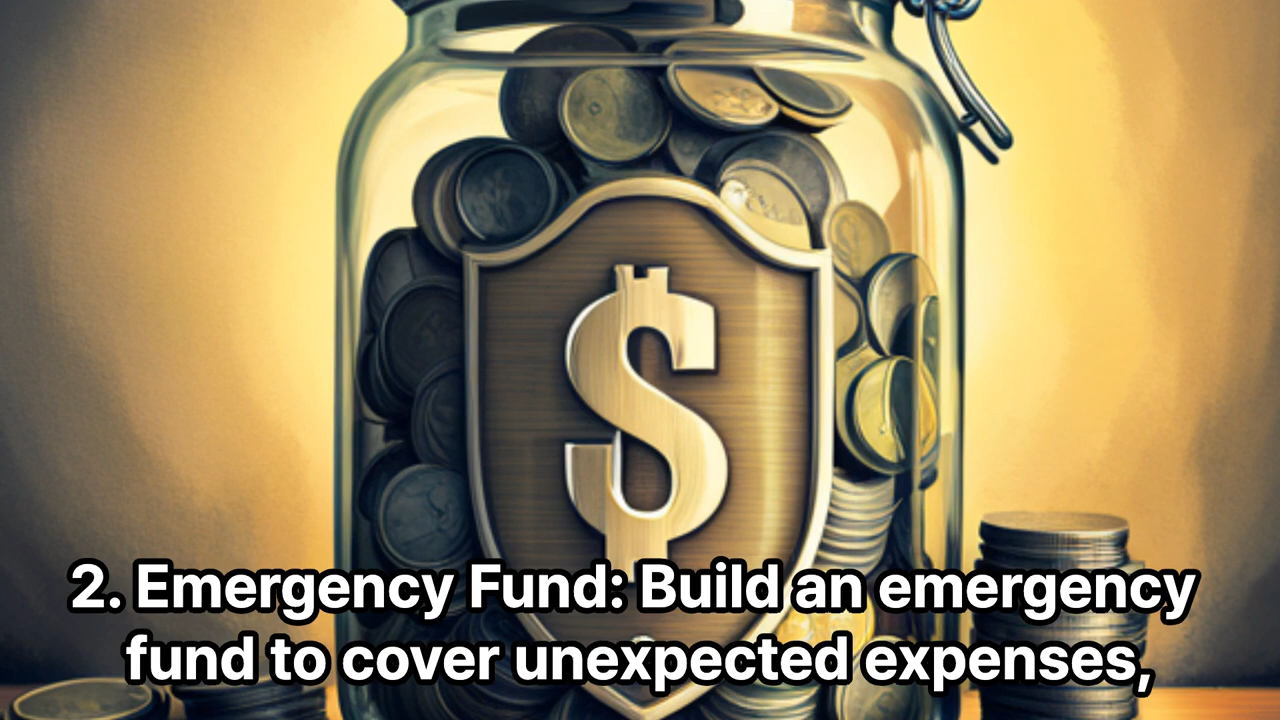 $
2. Emergency Fund: Build an emergency
fund to cover unexpected expenses,